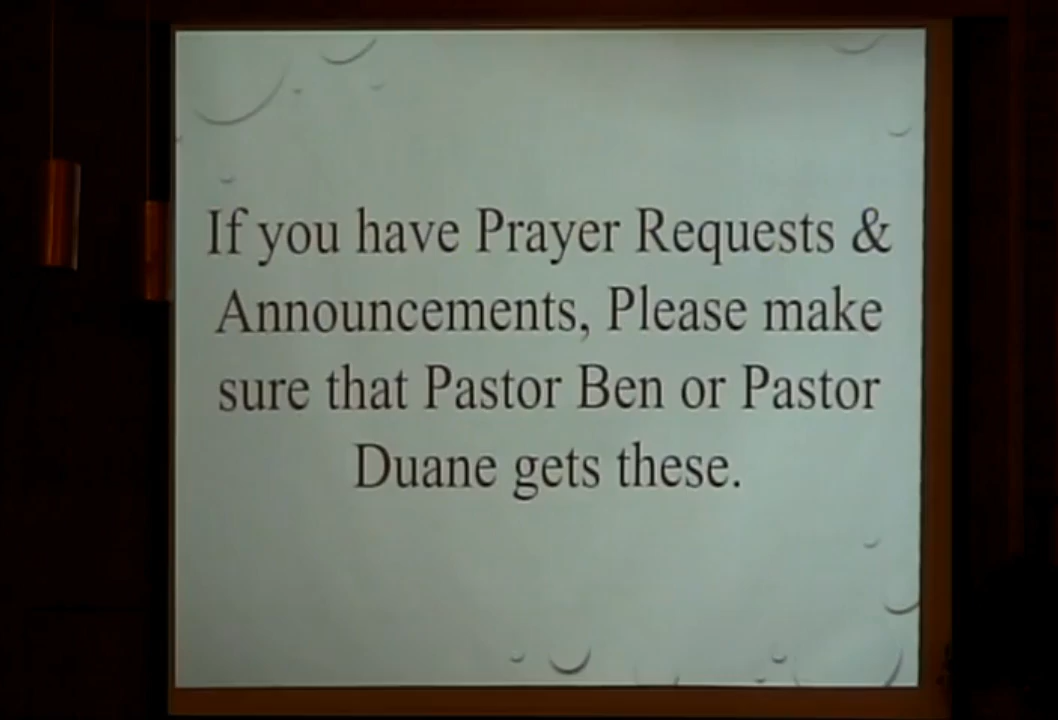 If you have Prayer Requests &
Announcements, Please make
sure that Pastor Ben or Pastor
Duane gets these.